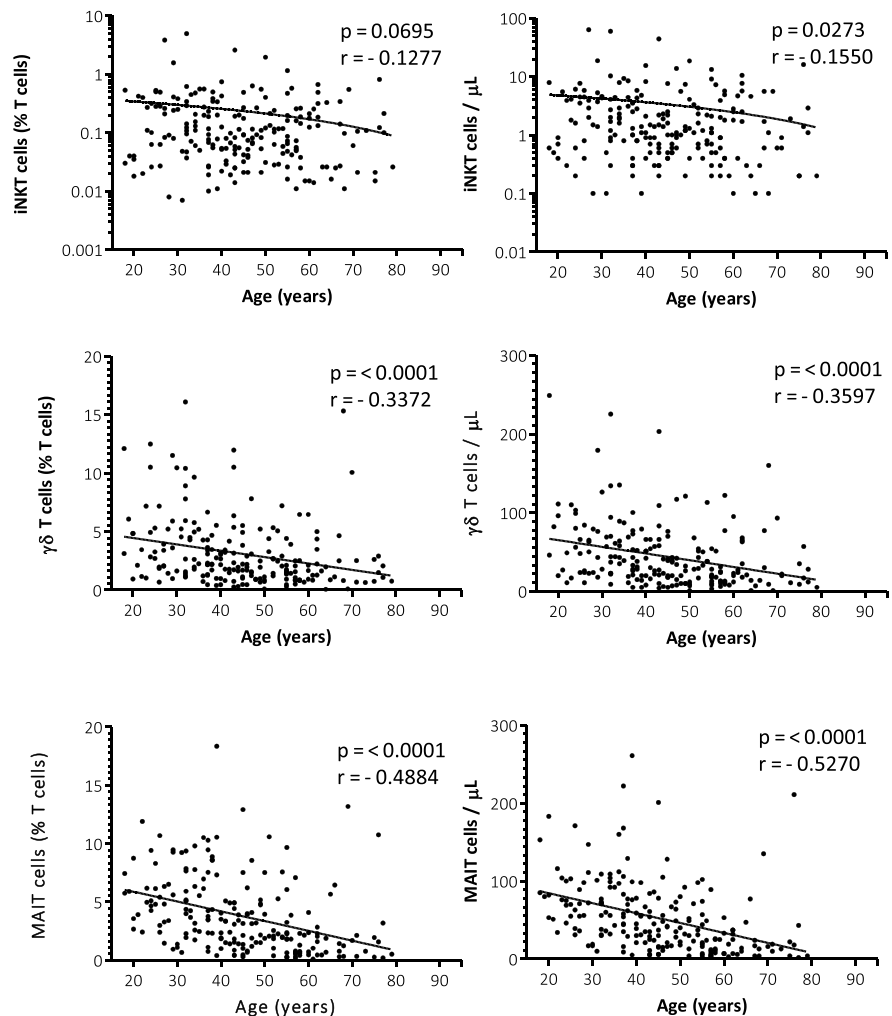 iNKT cells (% T cells)
10
1
0.1
0.01
0.001
p = 0.0695
r = - 0.1277
20 30 40 50 60 70 80 90
Age (years)
iNKT cells / μL
100
10
1
0.1
0.01
p = 0.0273
r = - 0.1550
20 30 40 50 60 70 80 90
Age (years)
γδ T cells (% T cells)
20
15
10
5
0
p = < 0.0001
r = - 0.3372
20 30 40 50 60 70 80 90
Age (years)
γδ T cells / μL
300
200
100
0
p = < 0.0001
r = - 0.3597
20 30 40 50 60 70 80 90
Age (years)
MAIT cells (% T cells)
20
15
10
5
0
p = < 0.0001
r = - 0.4884
20 30 40 50 60 70 80 90
Age (years)
MAIT cells / μL
300
200
100
0
p = < 0.0001
r = - 0.5270
20 30 40 50 60 70 80 90
Age (years)